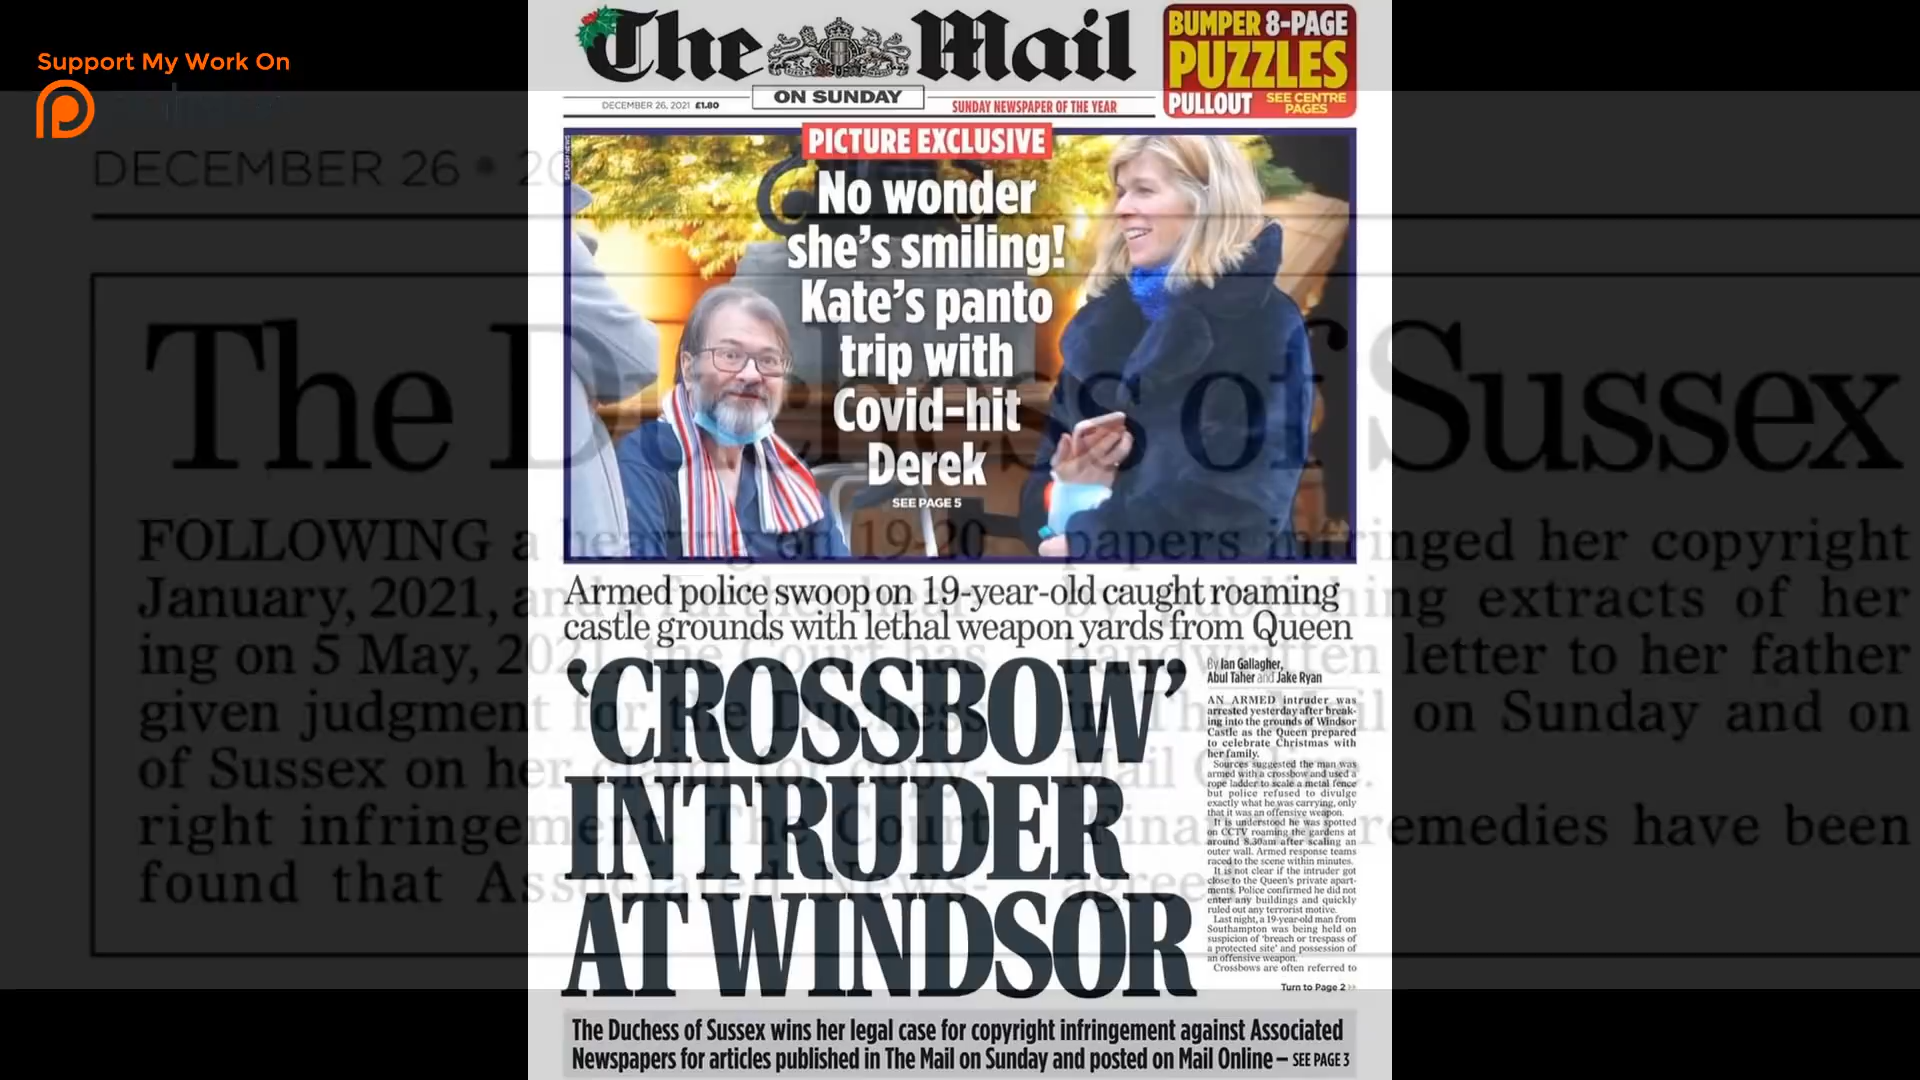 Support My Work On
The Mail
ON SUNDAY
DECEMBER 26, 2021 £1.80
SUNDAY NEWSPAPER OF THE YEAR
BUMPER 8-PAGE
PUZZLES
PULLOUT
SEE CENTRE
PAGES
PICTURE EXCLUSIVE
No wonder
she's smiling!
Kate's panto
trip with
Covid-hit
Derek
SEE PAGE 5
Armed police swoop on 19-year-old caught roaming
castle grounds with lethal weapon yards from Queen
'CROSSBOW'
INTRUDER
AT WINDSOR
By Ian Gallagher,
Abul Taher and Jake Ryan
AN ARMED intruder was
arrested yesterday after break-
ing into the grounds of Windsor
Castle as the Queen prepared
to celebrate Christmas with
her family.
Sources suggested the man was
armed with a crossbow and used a
rope ladder to scale a metal fence
but police refused to divulge
exactly what he was carrying, only
that it was an offensive weapon.
It is understood he was spotted
on CCTV roaming the gardens at
around 8.30am after scaling an
outer wall. Armed response teams
raced to the scene within minutes.
It is not clear if the intruder got
close to the Queen's private apart-
ments. Police confirmed he did not
enter any buildings and quickly
ruled out any terrorist motive.
Last night, a 19-year-old man from
Southampton was being held on
suspicion of 'breach or trespass of
a protected site' and possession of
an offensive weapon.
Crossbows are often referred to
Turn to Page 2
The Duchess of Sussex wins her legal case for copyright infringement against Associated
Newspapers for articles published in The Mail on Sunday and posted on Mail Online – SEE PAGE 3
DECEMBER 26 • 20
The Duchess of Sussex
FOLLOWING a hearing on 19-20
January, 2021, and
ing on 5 May, 2021, the Court has
given judgment for the Duchess
of Sussex on her claim for copy-
right infringement. The Court
found that Associated News-
papers infringed her copyright
by publishing extracts of her
handwritten letter to her father
in The Mail on Sunday and on
Mail Online.
Financial remedies have been
agreed.